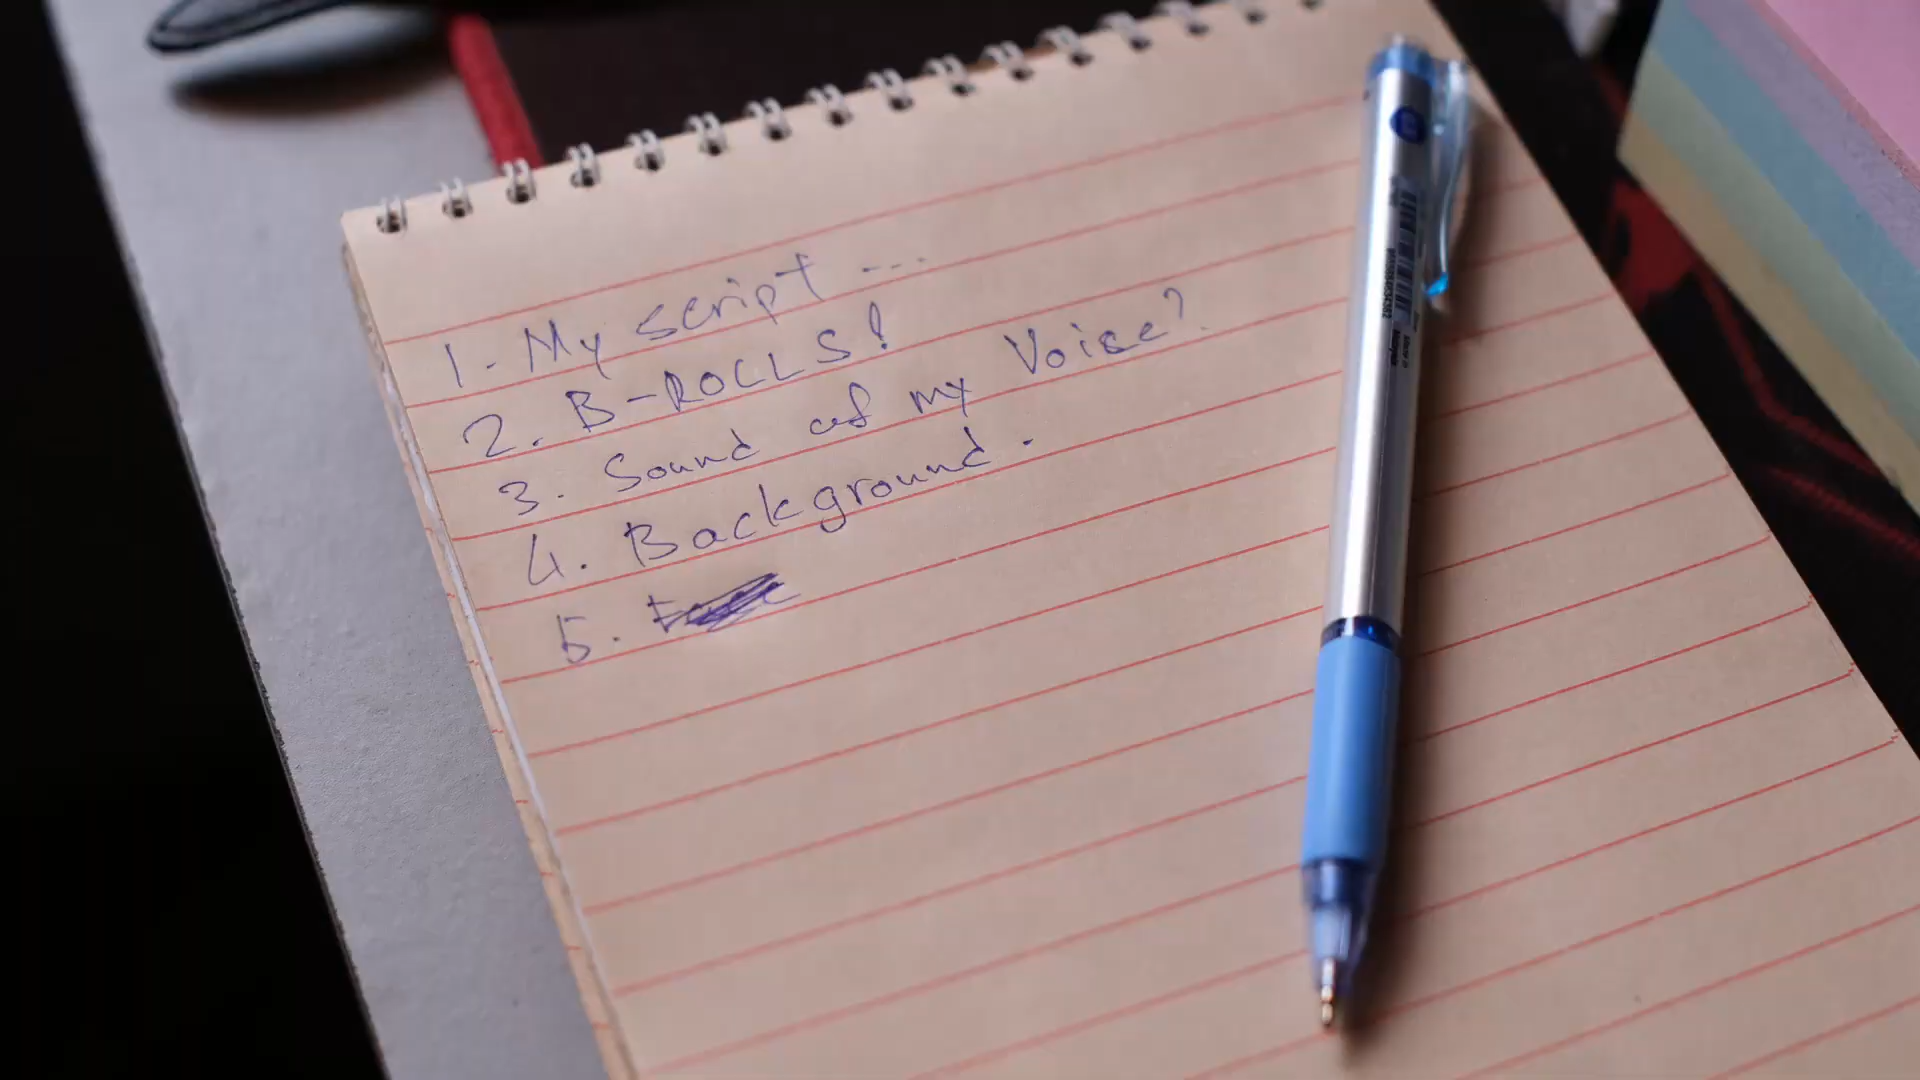 1. My script ...
2. B-ROLLS!
3. Sound of my Voice?
4. Background.
5.